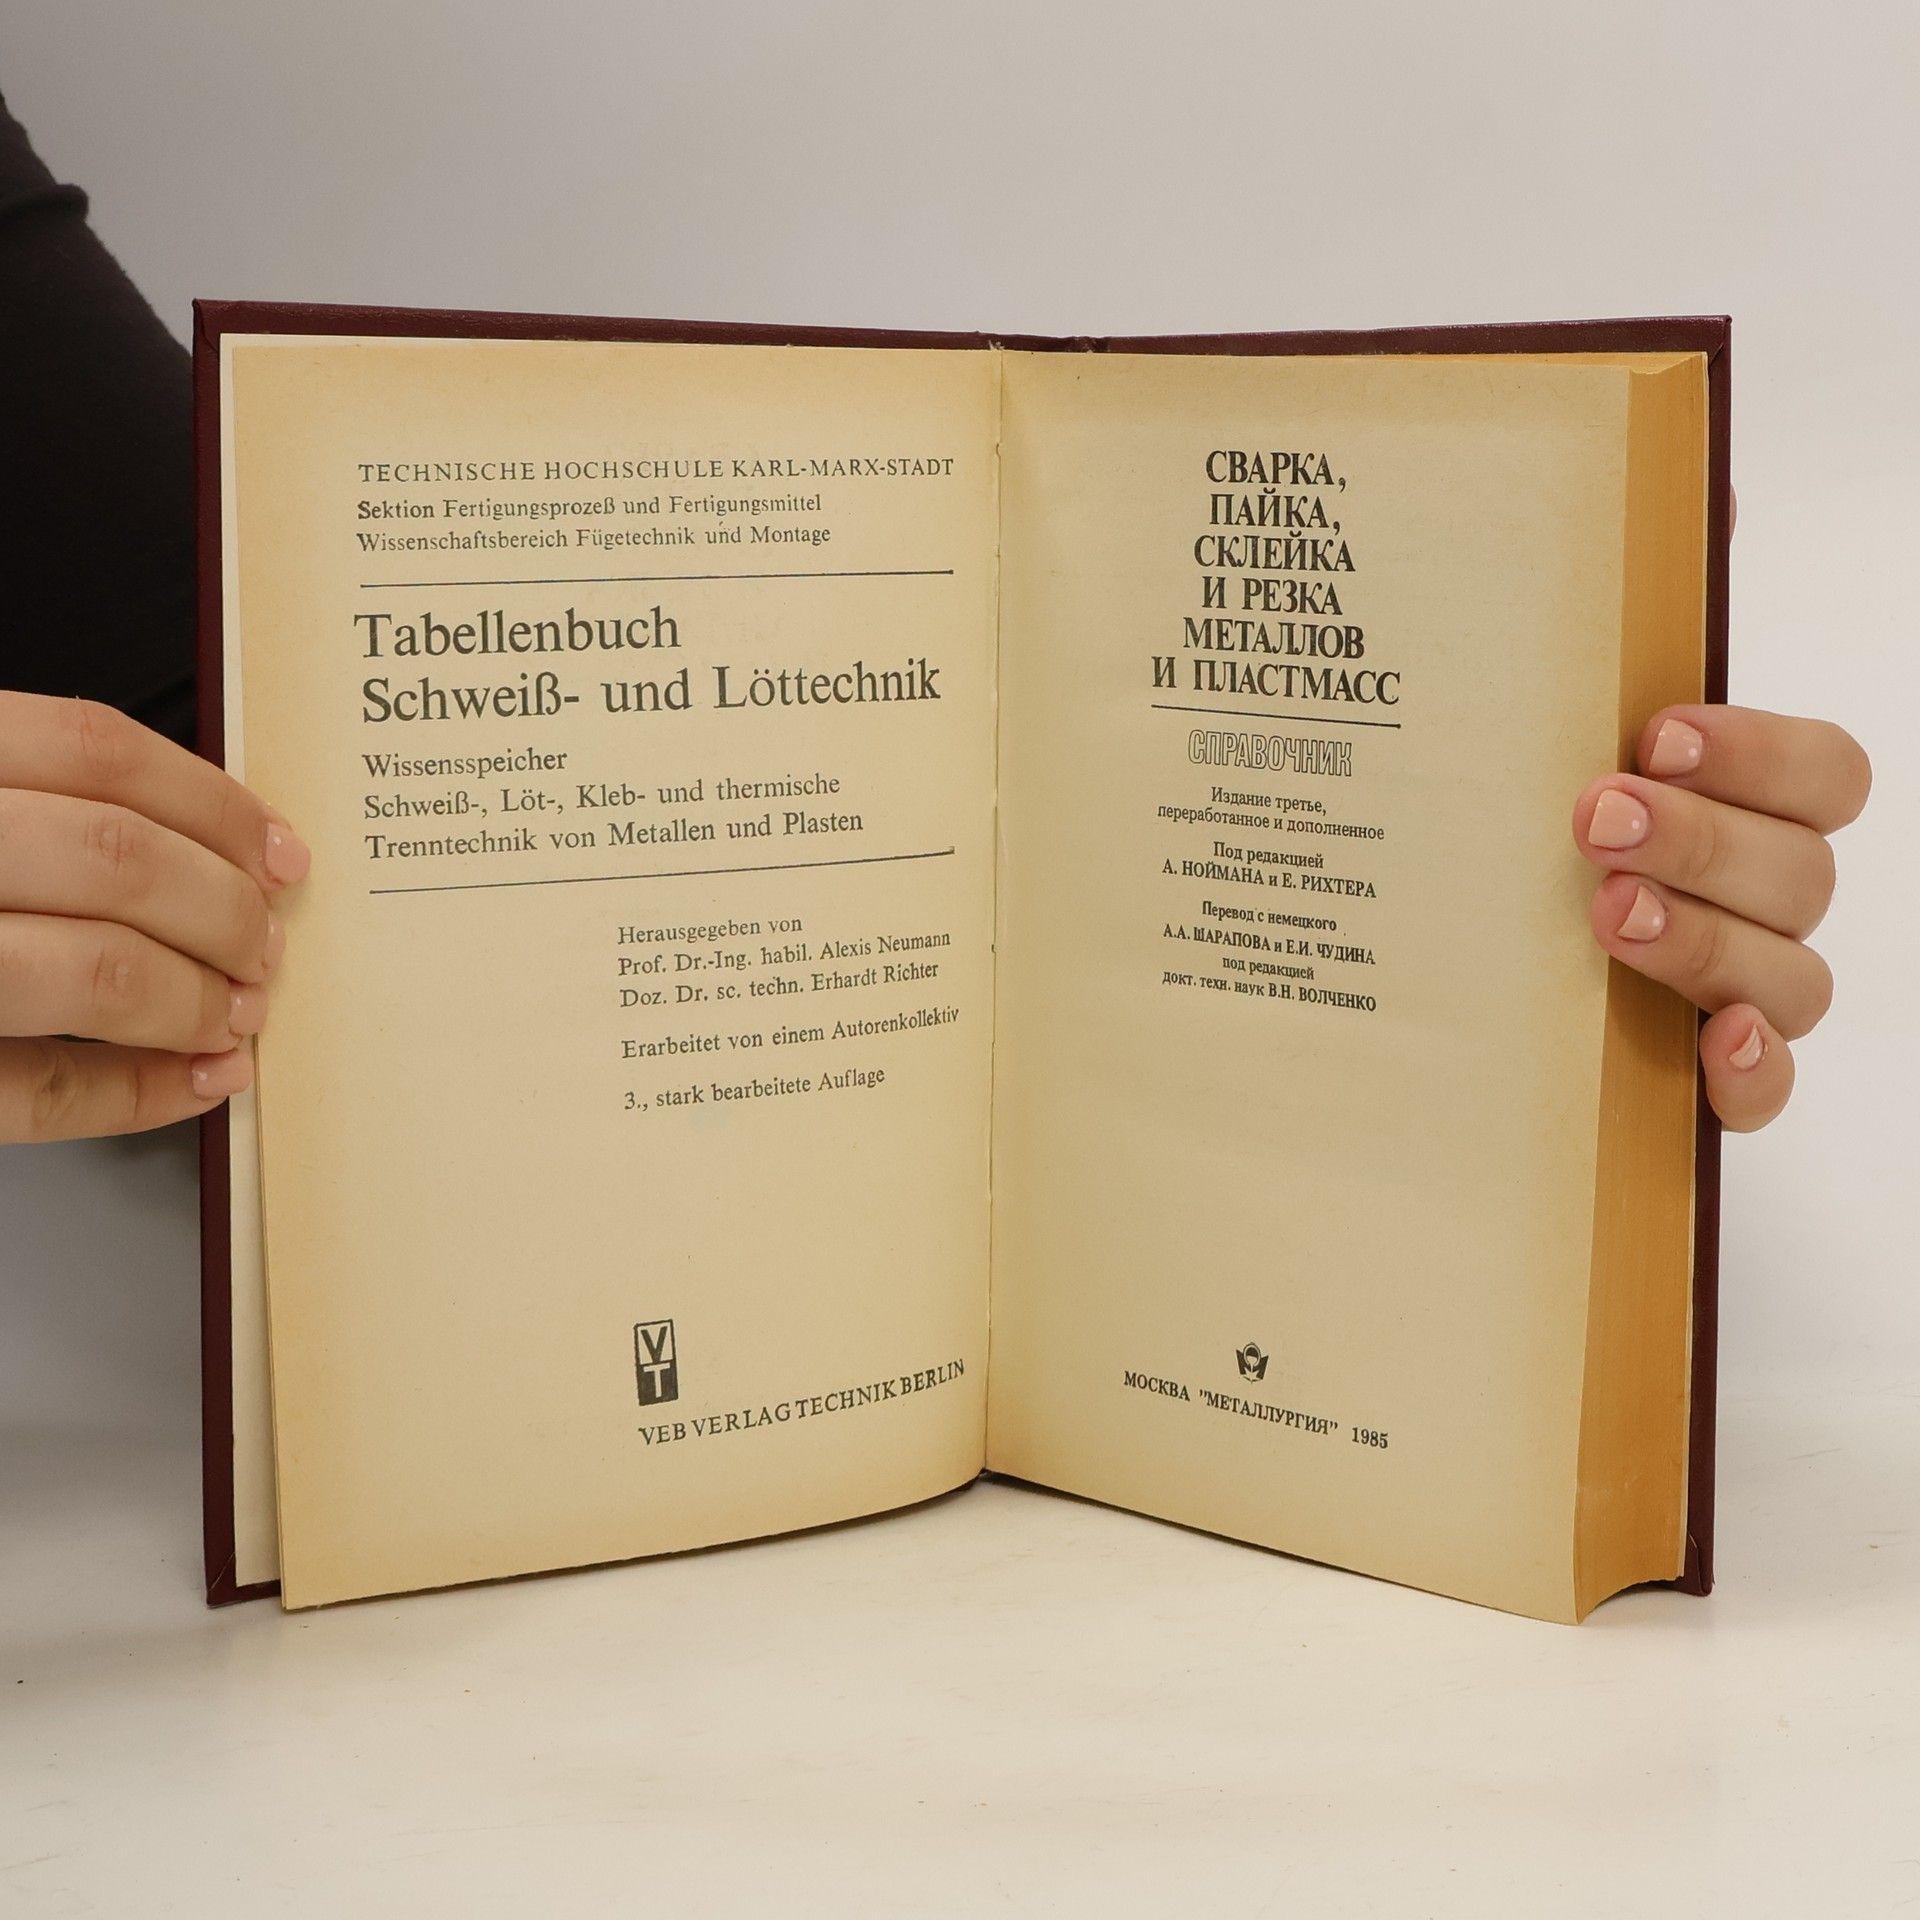 TECHNISCHE HOCHSCHULE KARL-MARX-STADT
Sektion Fertigungsprozeß und Fertigungsmittel
Wissenschaftsbereich Fügetechnik und Montage
Tabellenbuch
Schweiß- und Löttechnik
Wissensspeicher
Schweiß-, Löt-, Kleb- und thermische
Trenntechnik von Metallen und Plasten
Herausgegeben von
Prof. Dr.-Ing. habil. Alexis Neumann
Doz. Dr. sc. techn. Erhardt Richter
Erarbeitet von einem Autorenkollektiv
3., stark bearbeitete Auflage
VT
VEB VERLAG TECHNIK BERLIN
СВАРКА,
ПАЙКА,
СКЛЕЙКА
И РЕЗКА
МЕТАЛЛОВ
И ПЛАСТМАСС
СПРАВОЧНИК
Издание третье,
переработанное и дополненное
Под редакцией
А. НОЙМАНА и Е. РИХТЕРА
Перевод с немецкого
А.А. ШАРАПОВА и Е.И. ЧУДИНА
под редакцией
докт. техн. наук В.Н. ВОЛЧЕНКО
МОСКВА "МЕТАЛЛУРГИЯ" 1985